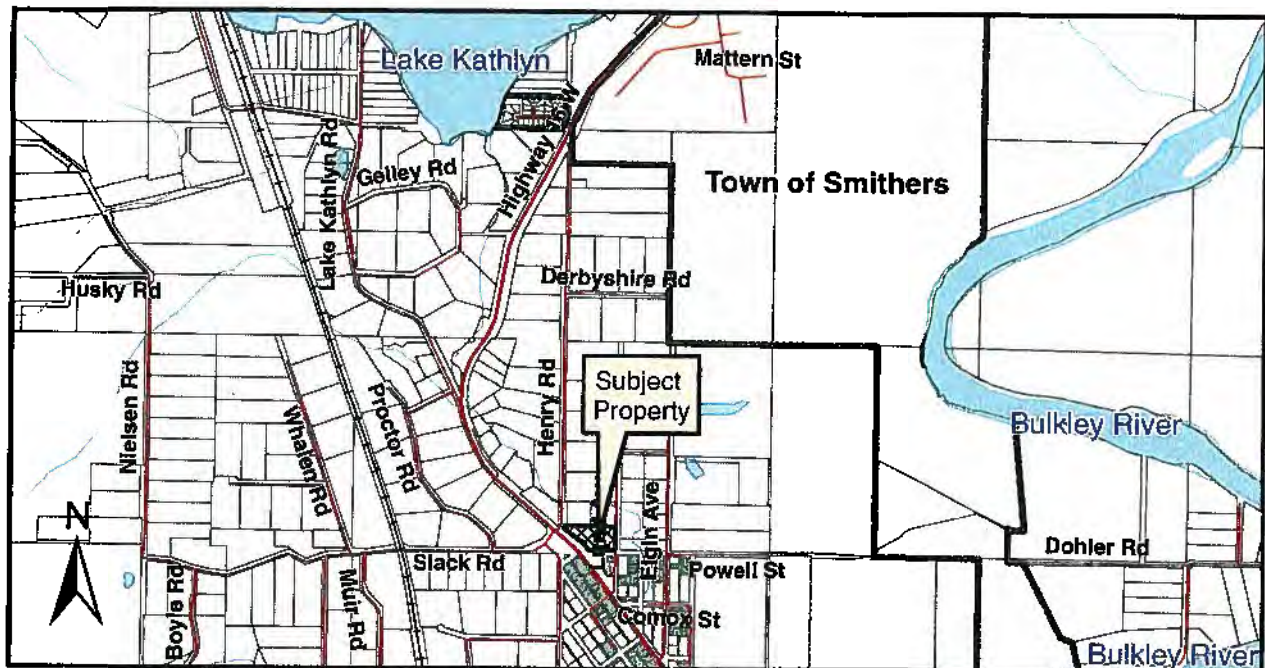 Lake Kathlyn
Mattern St
Highway 16 W
Lake Kathlyn Rd
Gelley Rd
Town of Smithers
Husky Rd
Derbyshire Rd
Nielsen Rd
Whalen Rd
Proctor Rd
Henry Rd
Subject
Property
Bulkley River
N
Elgin Ave
Slack Rd
Powell St
Dohler Rd
Boyle Rd
Muir Rd
Comox St
Bulkley River